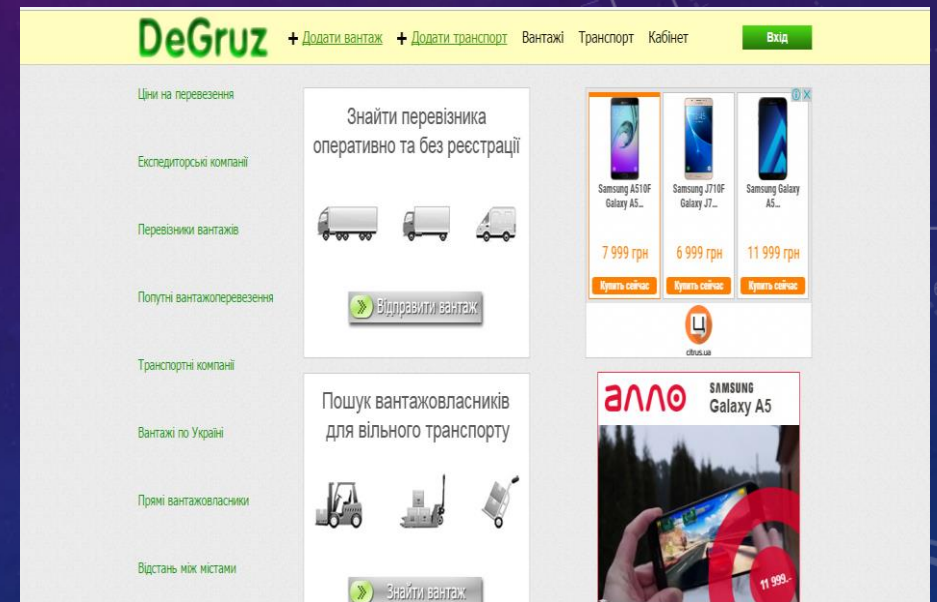 DeGruz
+ Додати вантаж + Додати транспорт Вантажі Транспорт Кабінет Вхід
Ціни на перевезення
Експедиторські компанії
Перевізники вантажів
Попутні вантажоперевезення
Транспортні компанії
Вантажі по Україні
Прямі вантажовласники
Відстань між містами
Знайти перевізника
оперативно та без реєстрації
Відправити вантаж
Пошук вантажовласників
для вільного транспорту
Знайти вантаж
Samsung A510F
Galaxy A5...
7 999 грн
Купить сейчас
Samsung J710F
Galaxy J7...
6 999 грн
Купить сейчас
Samsung Galaxy
A5...
11 999 грн
Купить сейчас
Ц
citrus.ua
алло
SAMSUNG
Galaxy A5
11 999.-